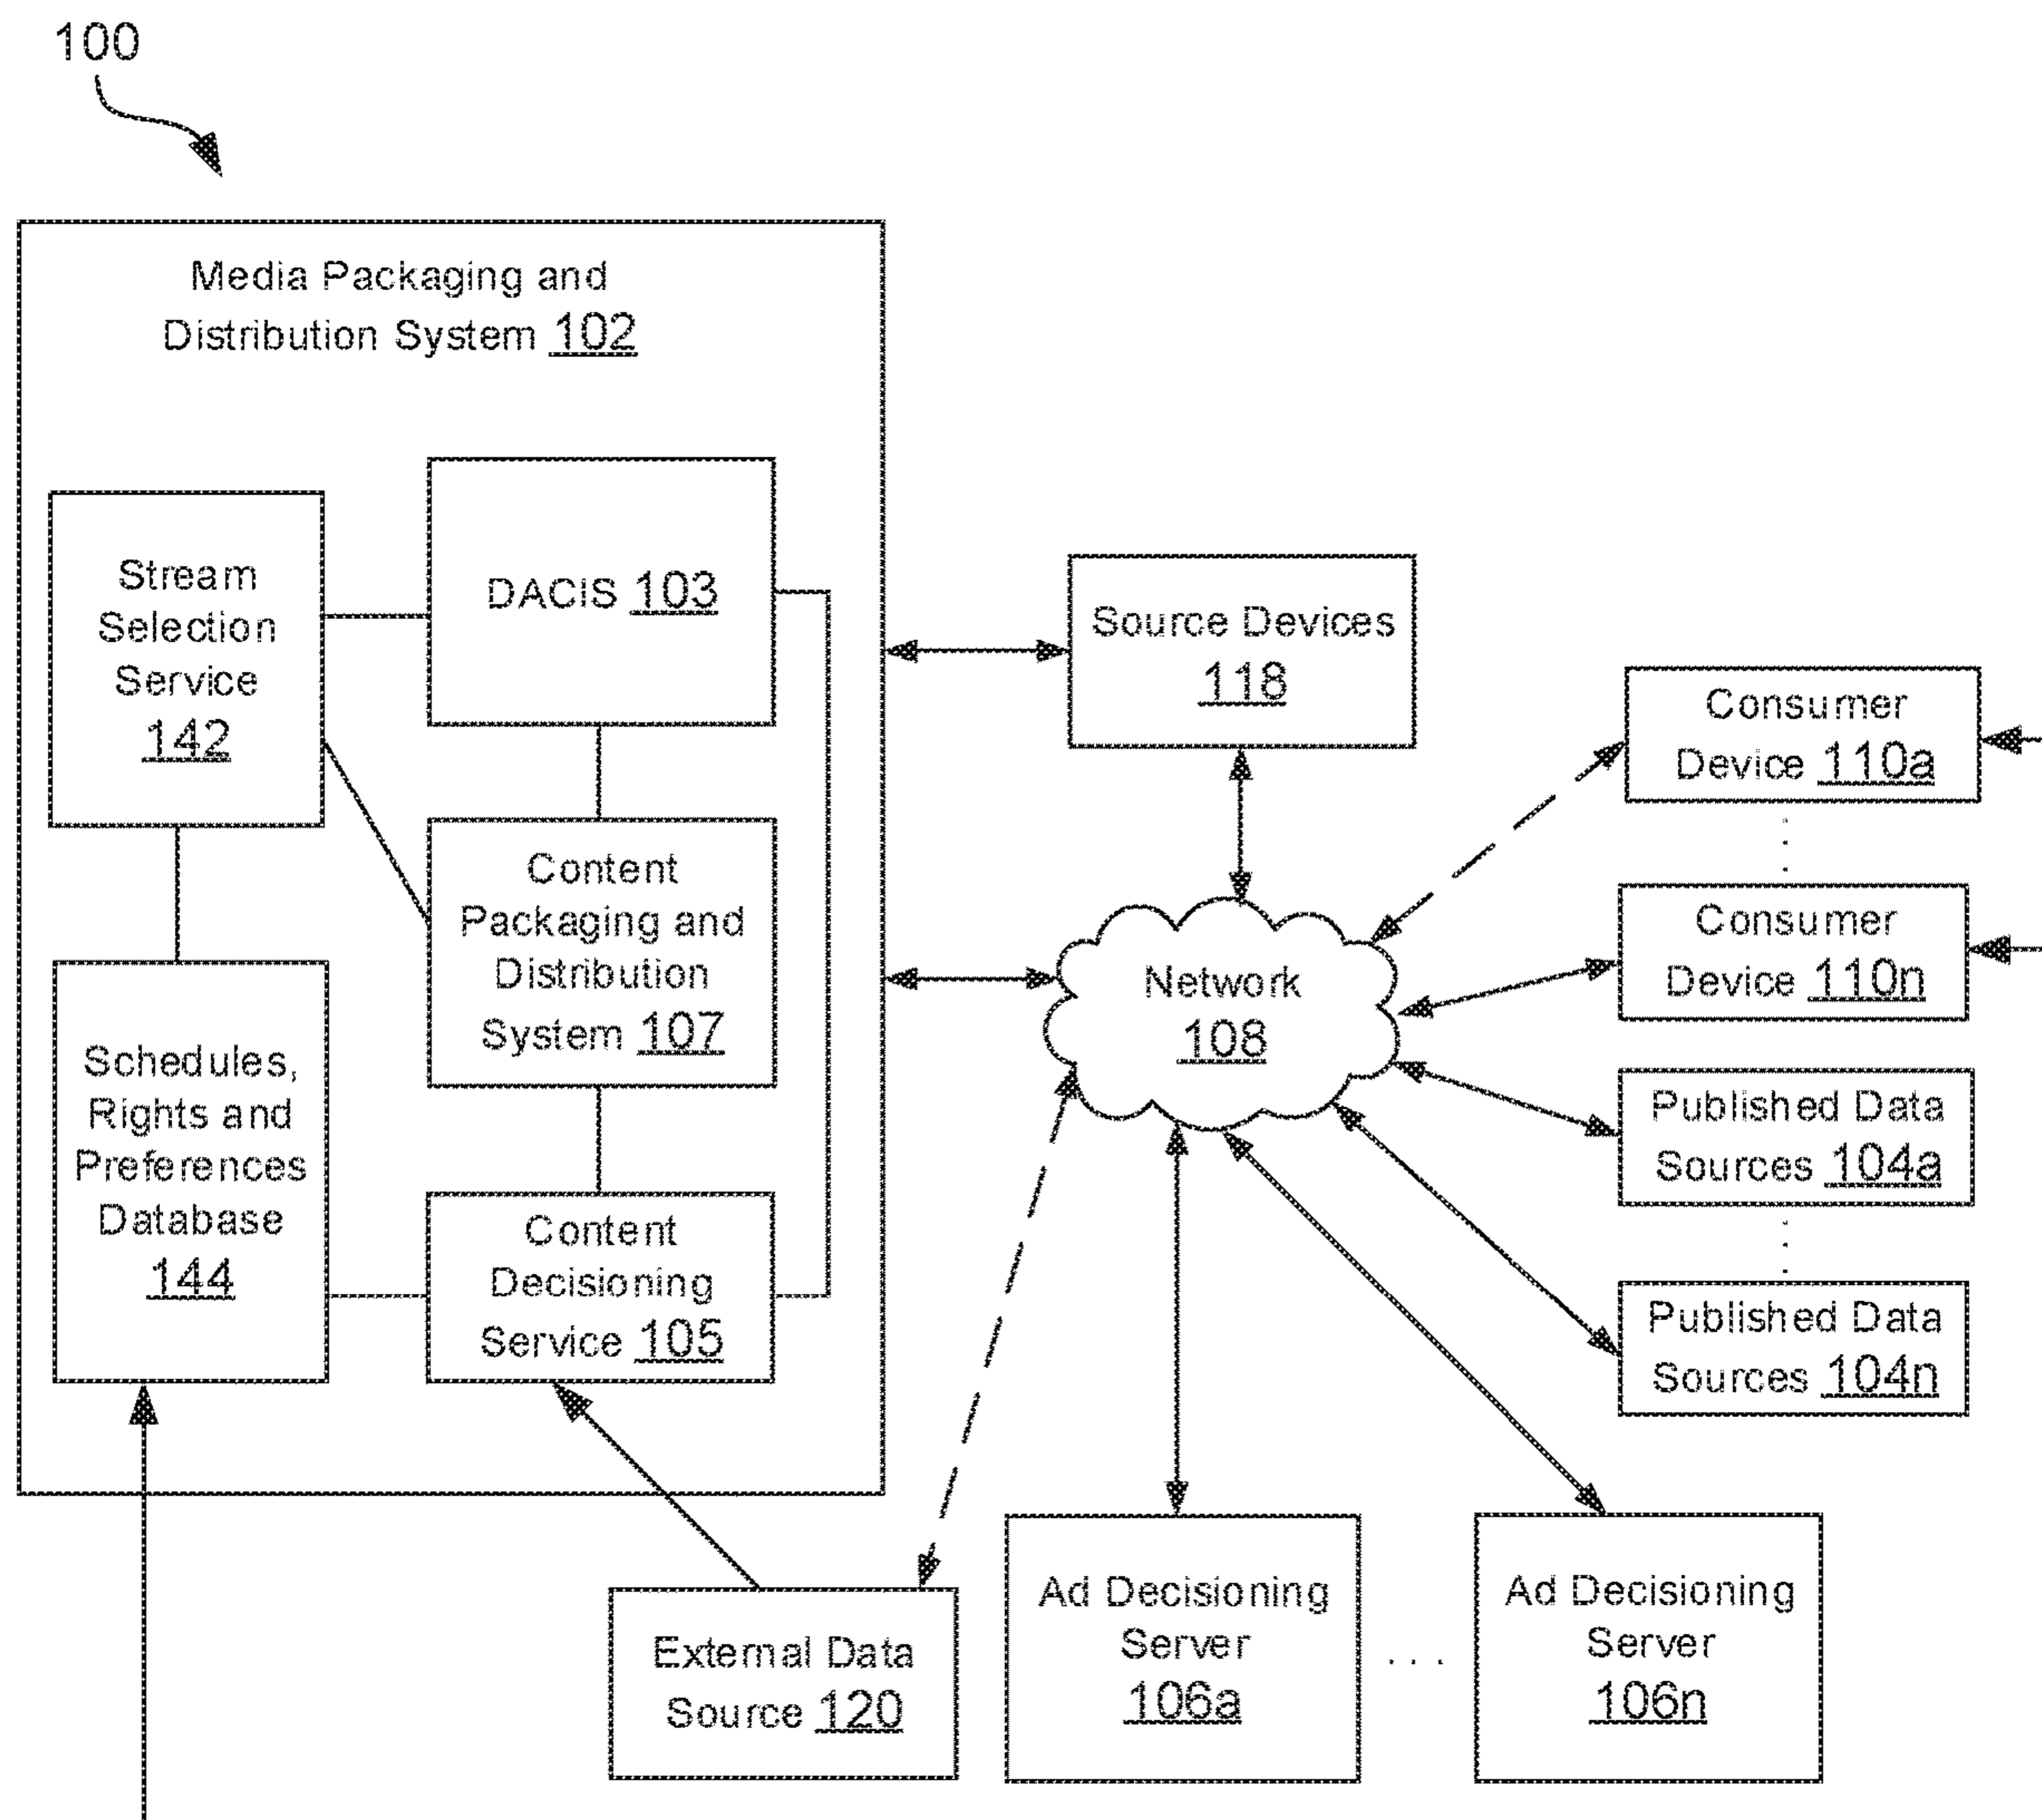 100
Media Packaging and
Distribution System 102
Stream
Selection
Service
142
DACIS 103
Content
Packaging and
Distribution
System 107
Schedules,
Rights and
Preferences
Database
144
Content
Decisioning
Service 105
Source Devices
118
Network
108
Consumer
Device 110a
Consumer
Device 110n
Published Data
Sources 104a
Published Data
Sources 104n
External Data
Source 120
Ad Decisioning
Server
106a
. . .
Ad Decisioning
Server
106n